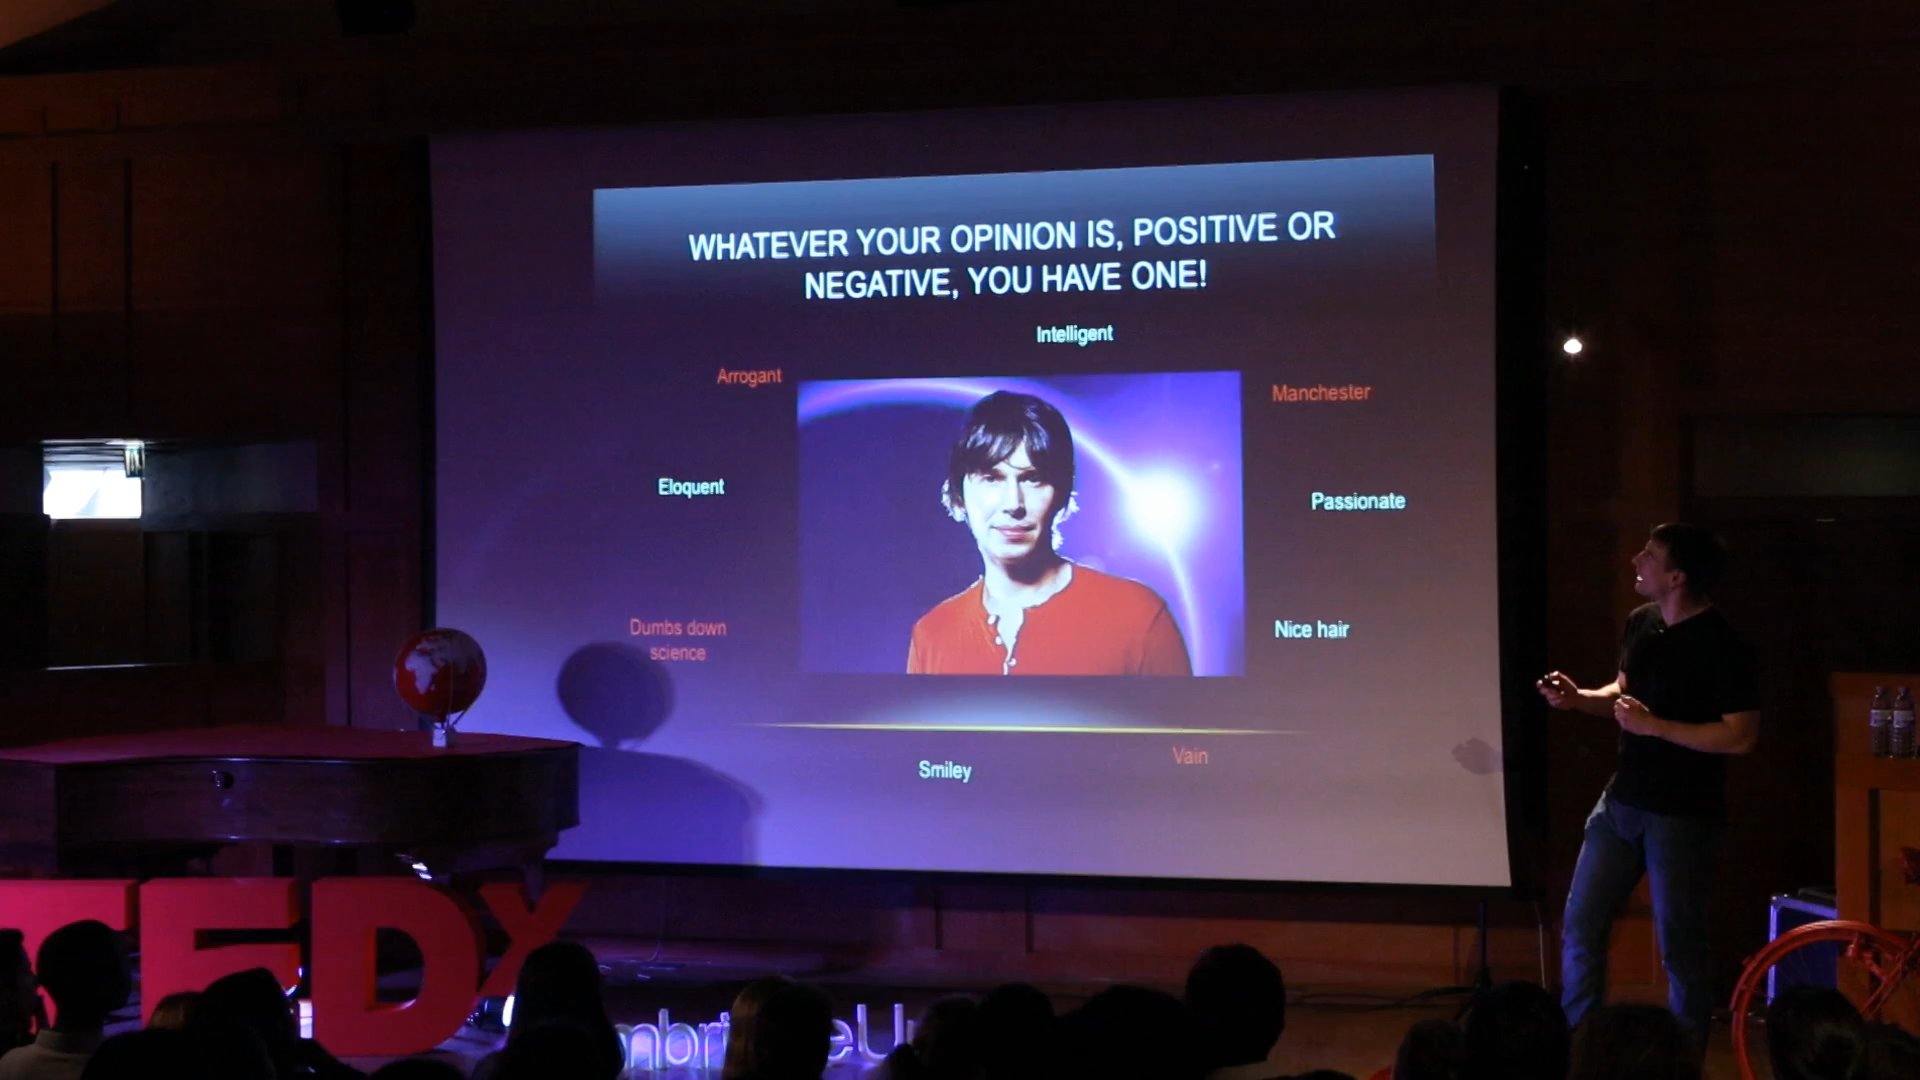 WHATEVER YOUR OPINION IS, POSITIVE OR
NEGATIVE, YOU HAVE ONE!
Intelligent
Arrogant
Manchester
Eloquent
Passionate
Dumbs down
science
Nice hair
Smiley
Vain
TEDx